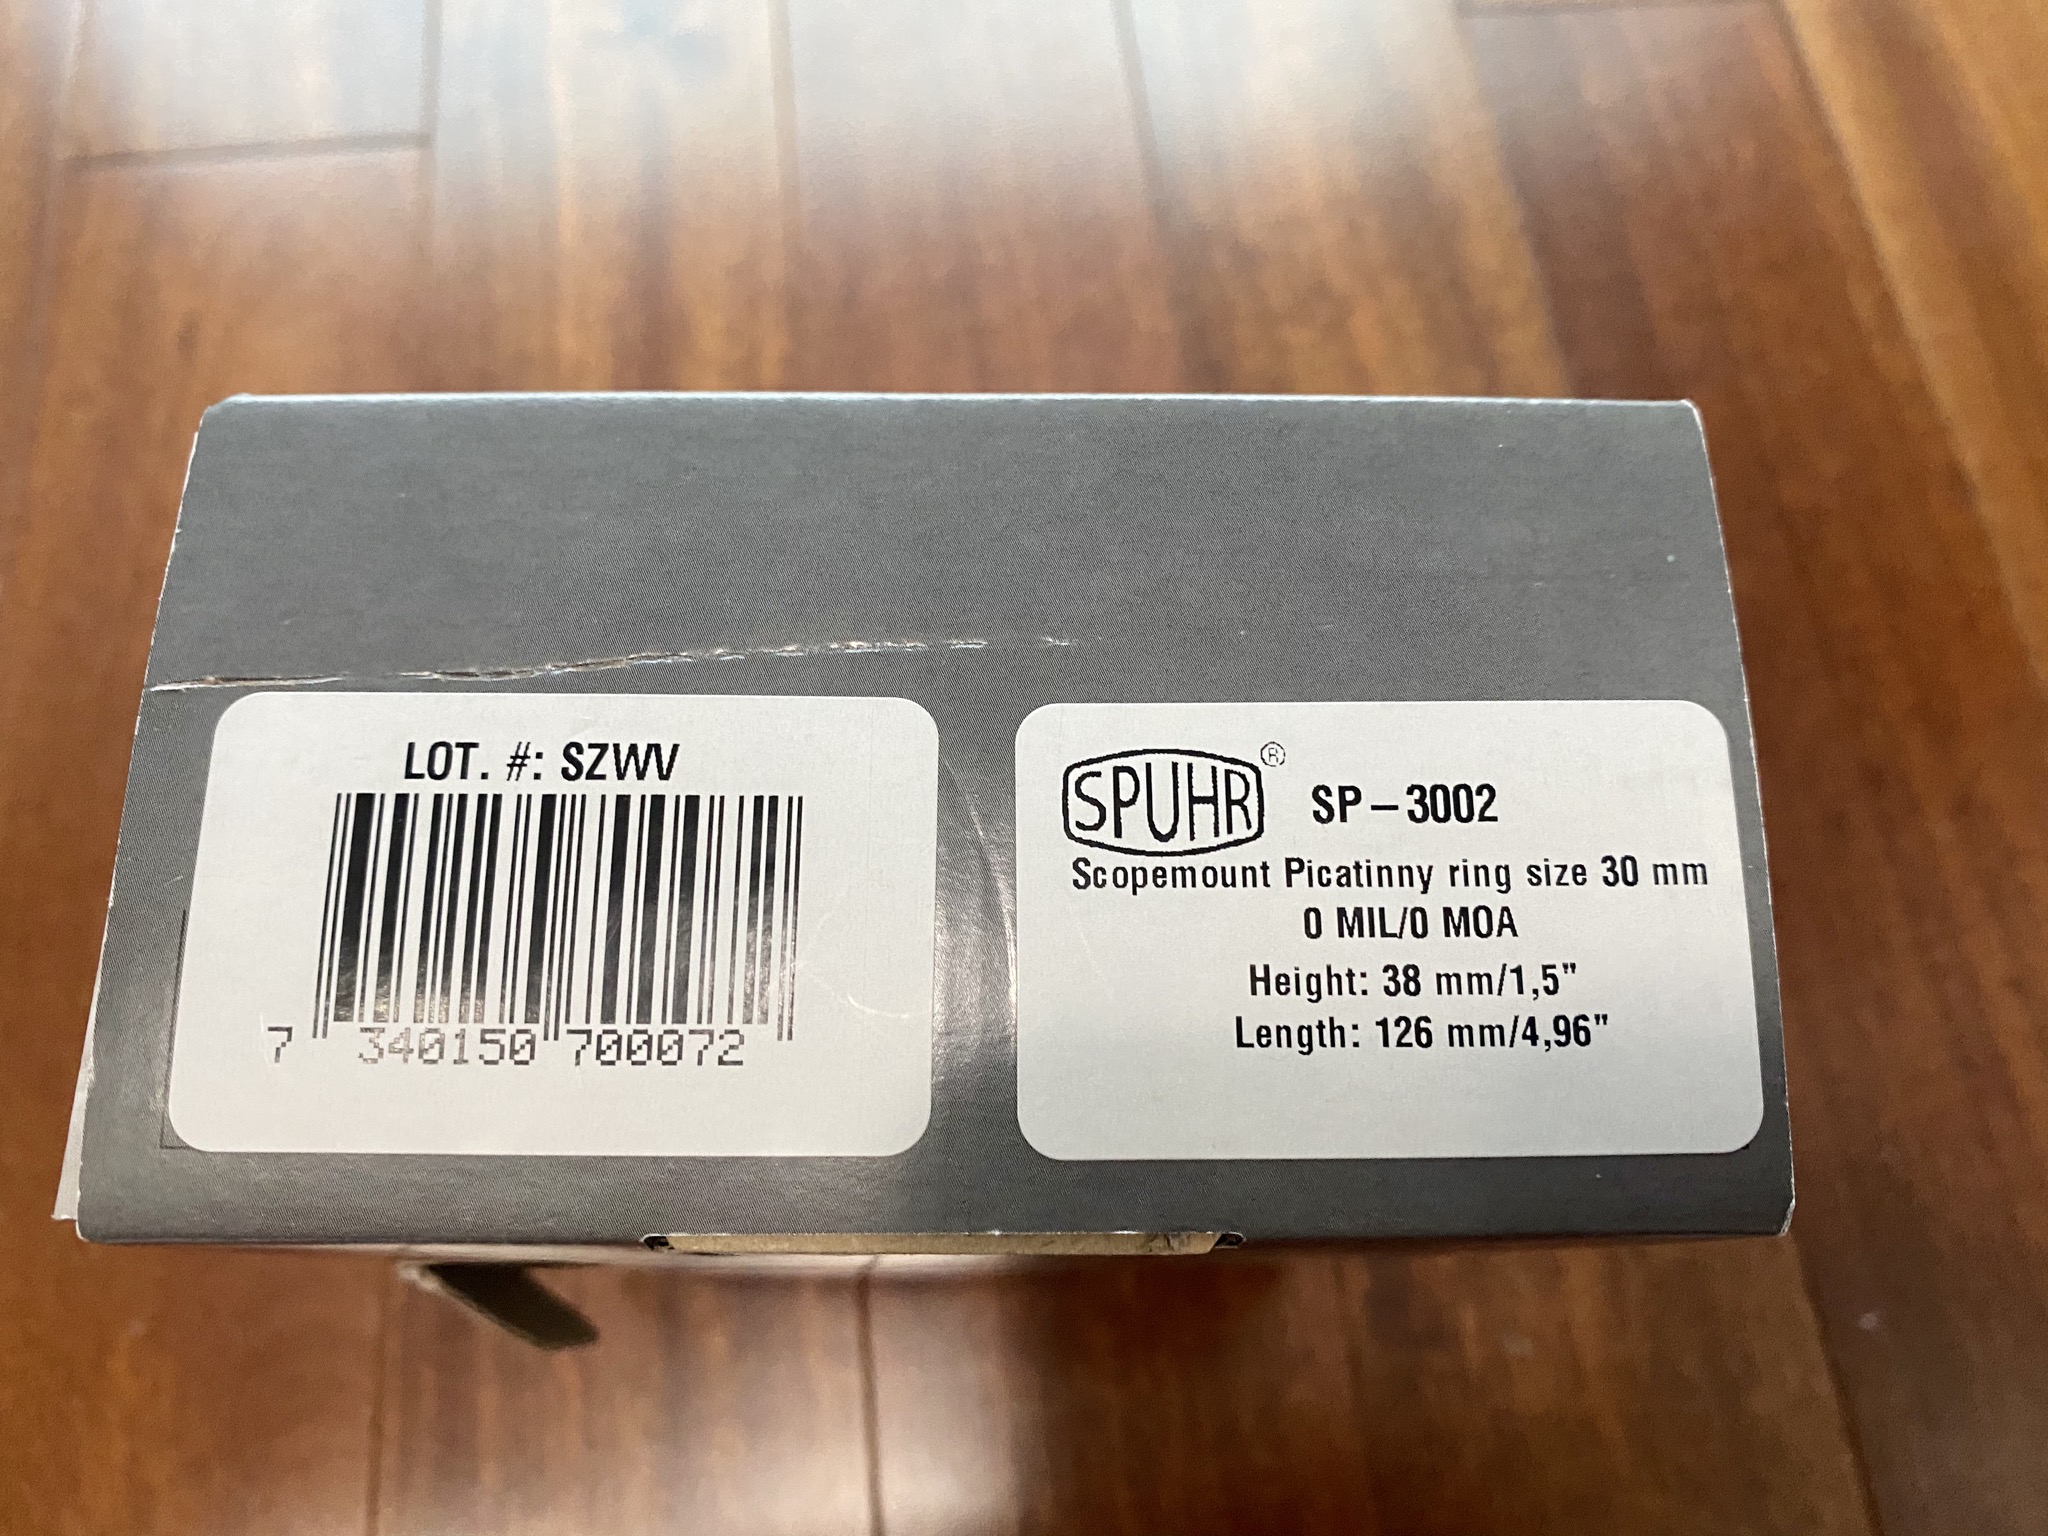 LOT. #: SZWV
7 340150 700072
SPUHR® SP-3002
Scopemount Picatinny ring size 30 mm
0 MIL/0 MOA
Height: 38 mm/1,5"
Length: 126 mm/4,96"